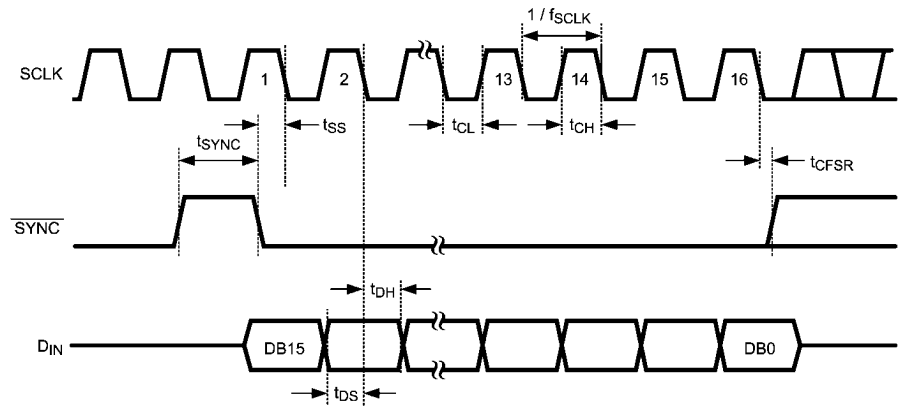 1 / fSCLK
SCLK
1
2
13
14
15
16
tSS
tCL
tCH
tSYNC
tCFSR
SYNC
tDH
DIN
DB15
DB0
tDS